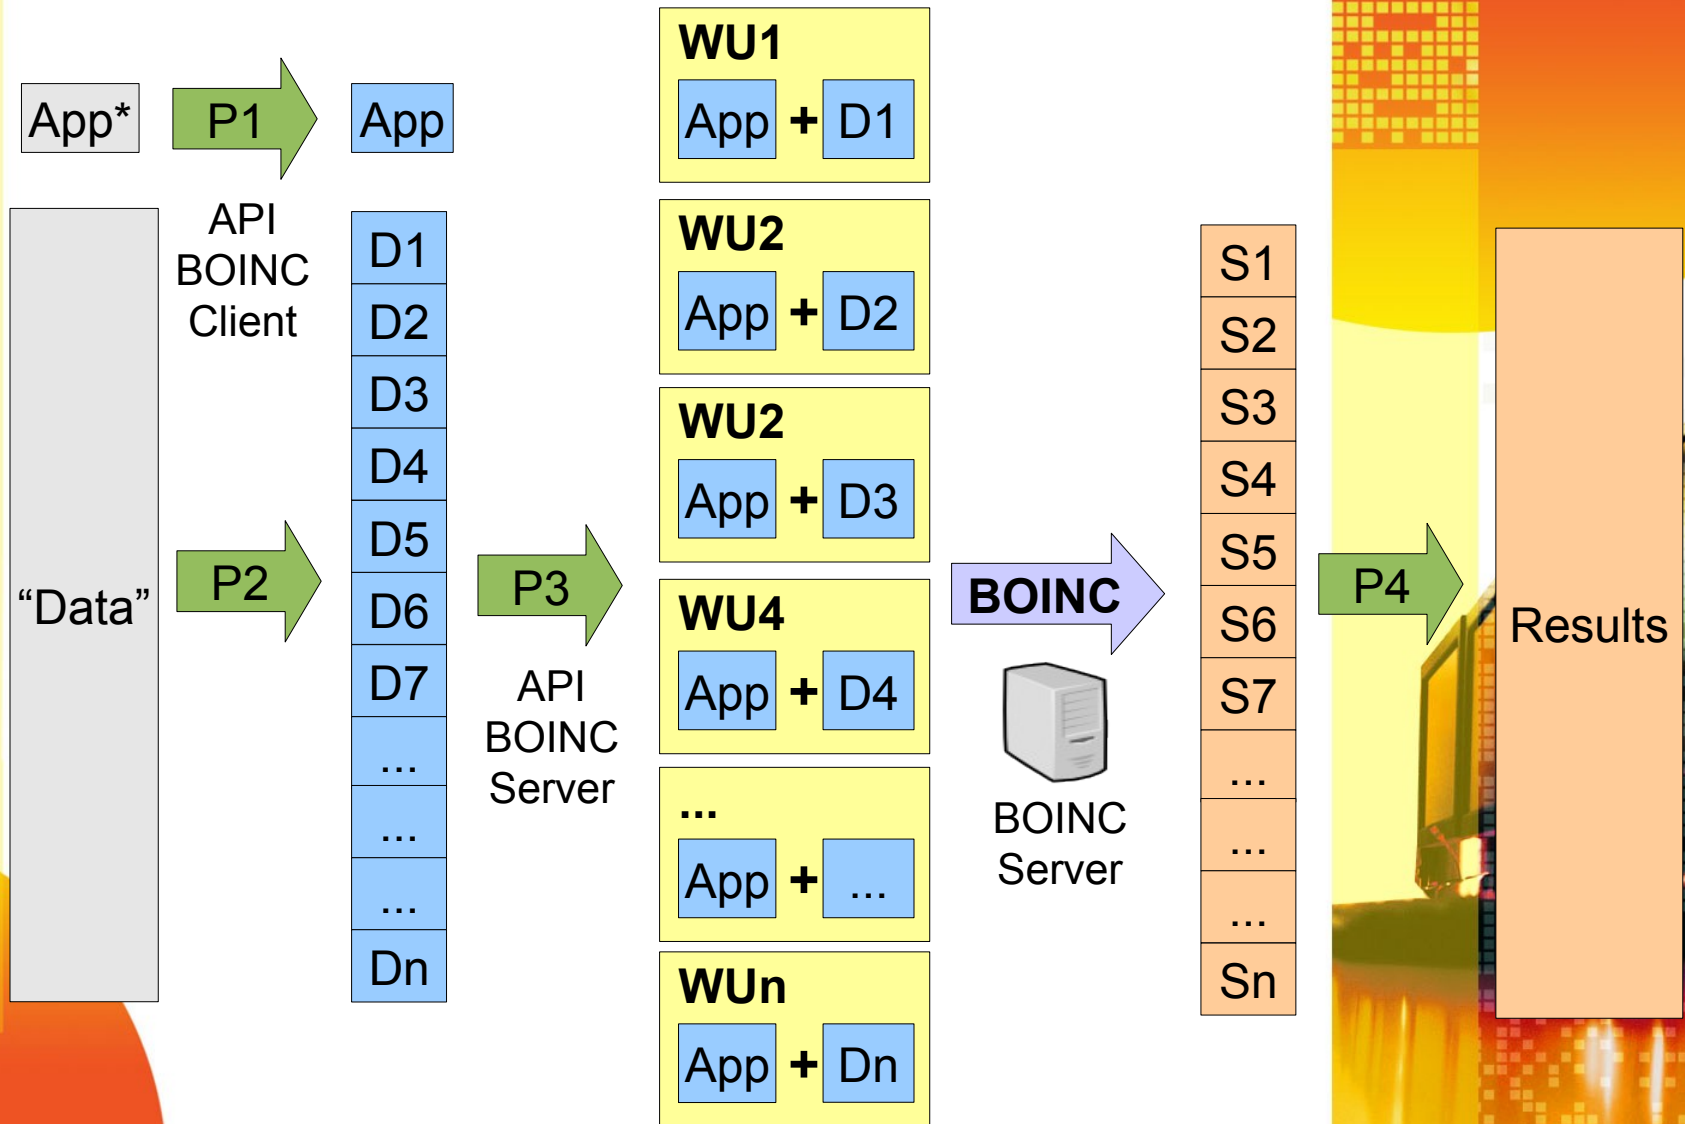 App*
P1
App
API
BOINC
Client
"Data"
P2
D1
D2
D3
D4
D5
D6
D7
...
...
...
Dn
P3
API
BOINC
Server
WU1
App + D1
WU2
App + D2
WU2
App + D3
WU4
App + D4
...
App + ...
WUn
App + Dn
BOINC
BOINC
Server
S1
S2
S3
S4
S5
S6
S7
...
...
...
Sn
P4
Results